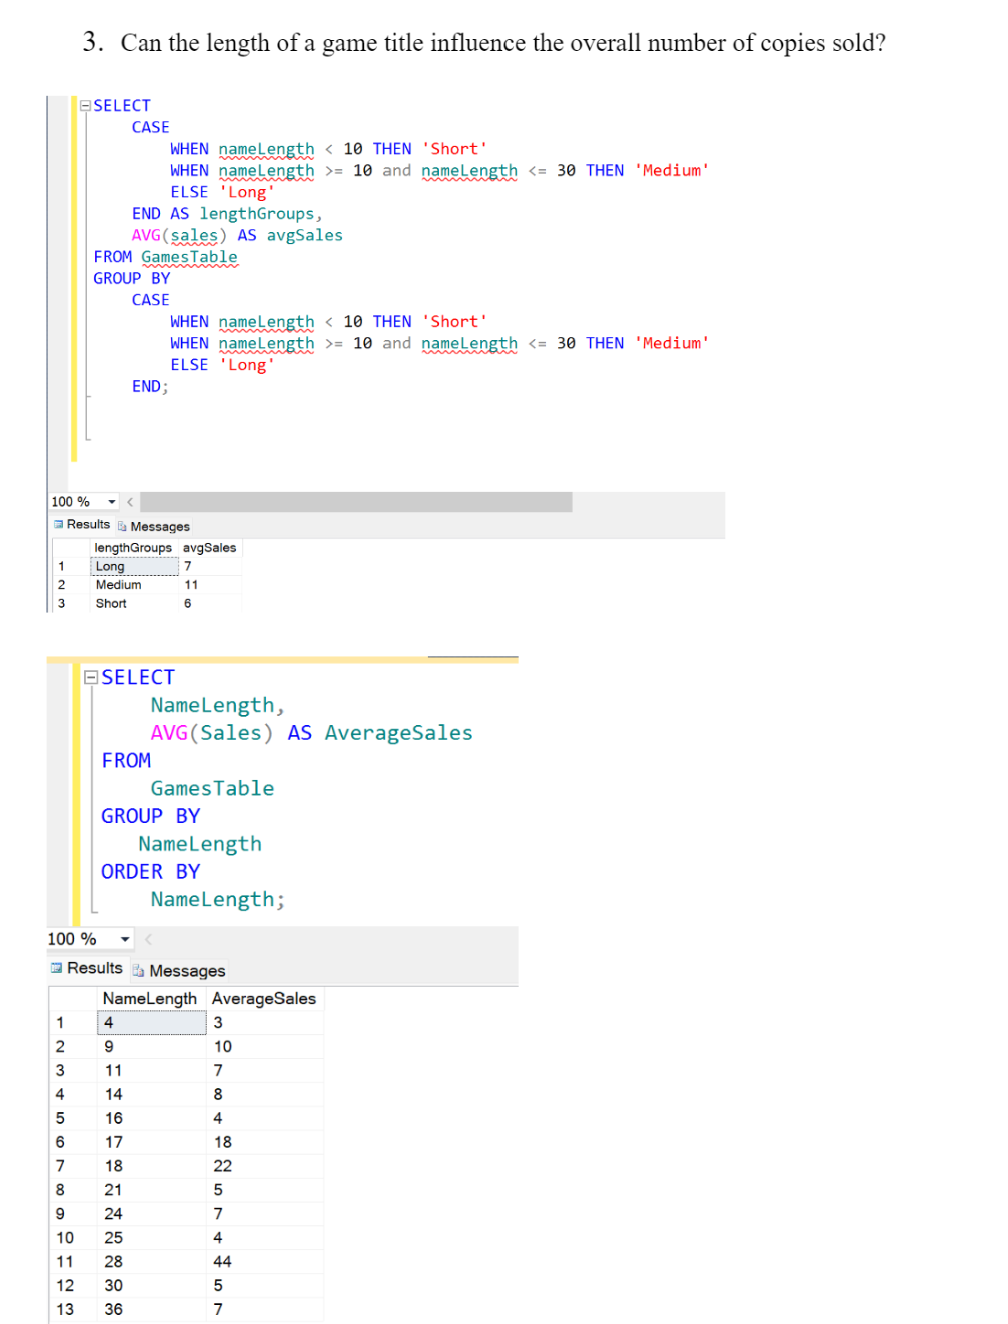 3. Can the length of a game title influence the overall number of copies sold?
SELECT
CASE
WHEN nameLength < 10 THEN 'Short'
WHEN nameLength >= 10 and nameLength <= 30 THEN 'Medium'
ELSE 'Long'
END AS lengthGroups,
AVG(sales) AS avgSales
FROM GamesTable
GROUP BY
CASE
WHEN nameLength < 10 THEN 'Short'
WHEN nameLength >= 10 and nameLength <= 30 THEN 'Medium'
ELSE 'Long'
END;
100 %
Results Messages
lengthGroups avgSales
1 Long 7
2 Medium 11
3 Short 6
SELECT
NameLength,
AVG(Sales) AS AverageSales
FROM
GamesTable
GROUP BY
NameLength
ORDER BY
NameLength;
100 %
Results Messages
NameLength AverageSales
1 4 3
2 9 10
3 11 7
4 14 8
5 16 4
6 17 18
7 18 22
8 21 5
9 24 7
10 25 4
11 28 44
12 30 5
13 36 7